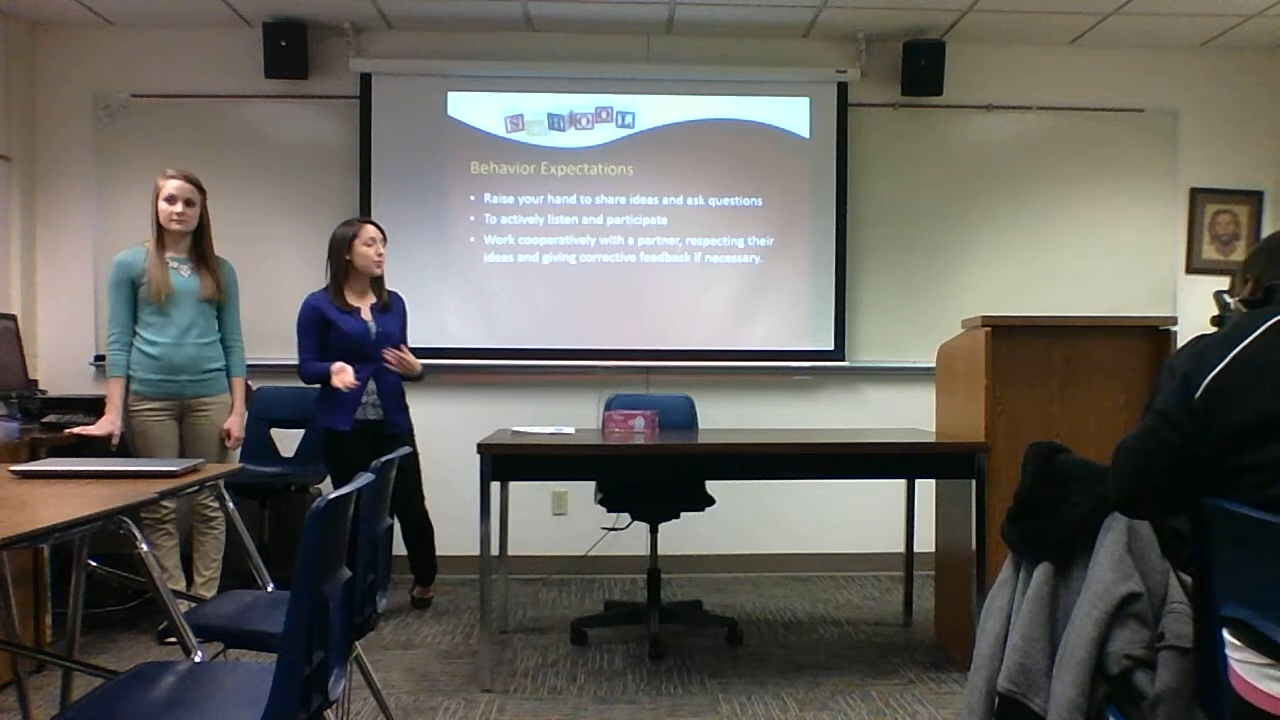 S HOOL
Behavior Expectations
• Raise your hand to share ideas and ask questions
• To actively listen and participate
• Work cooperatively with a partner, respecting their
ideas and giving corrective feedback if necessary.